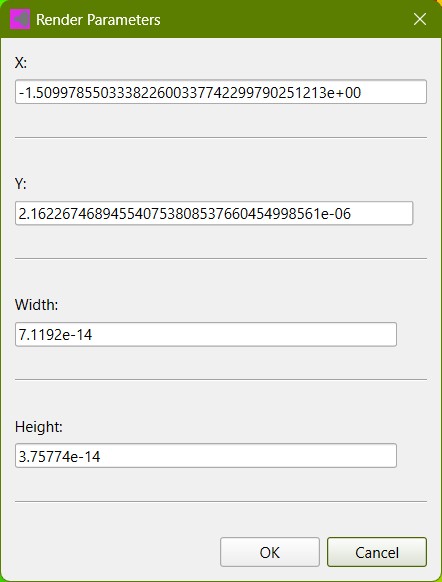 Render Parameters
X:
-1.5099785503338226003377422997902512​13e+00
Y:
2.1622674689455407538085376604549985​61e-06
Width:
7.1192e-14
Height:
3.75774e-14
OK
Cancel